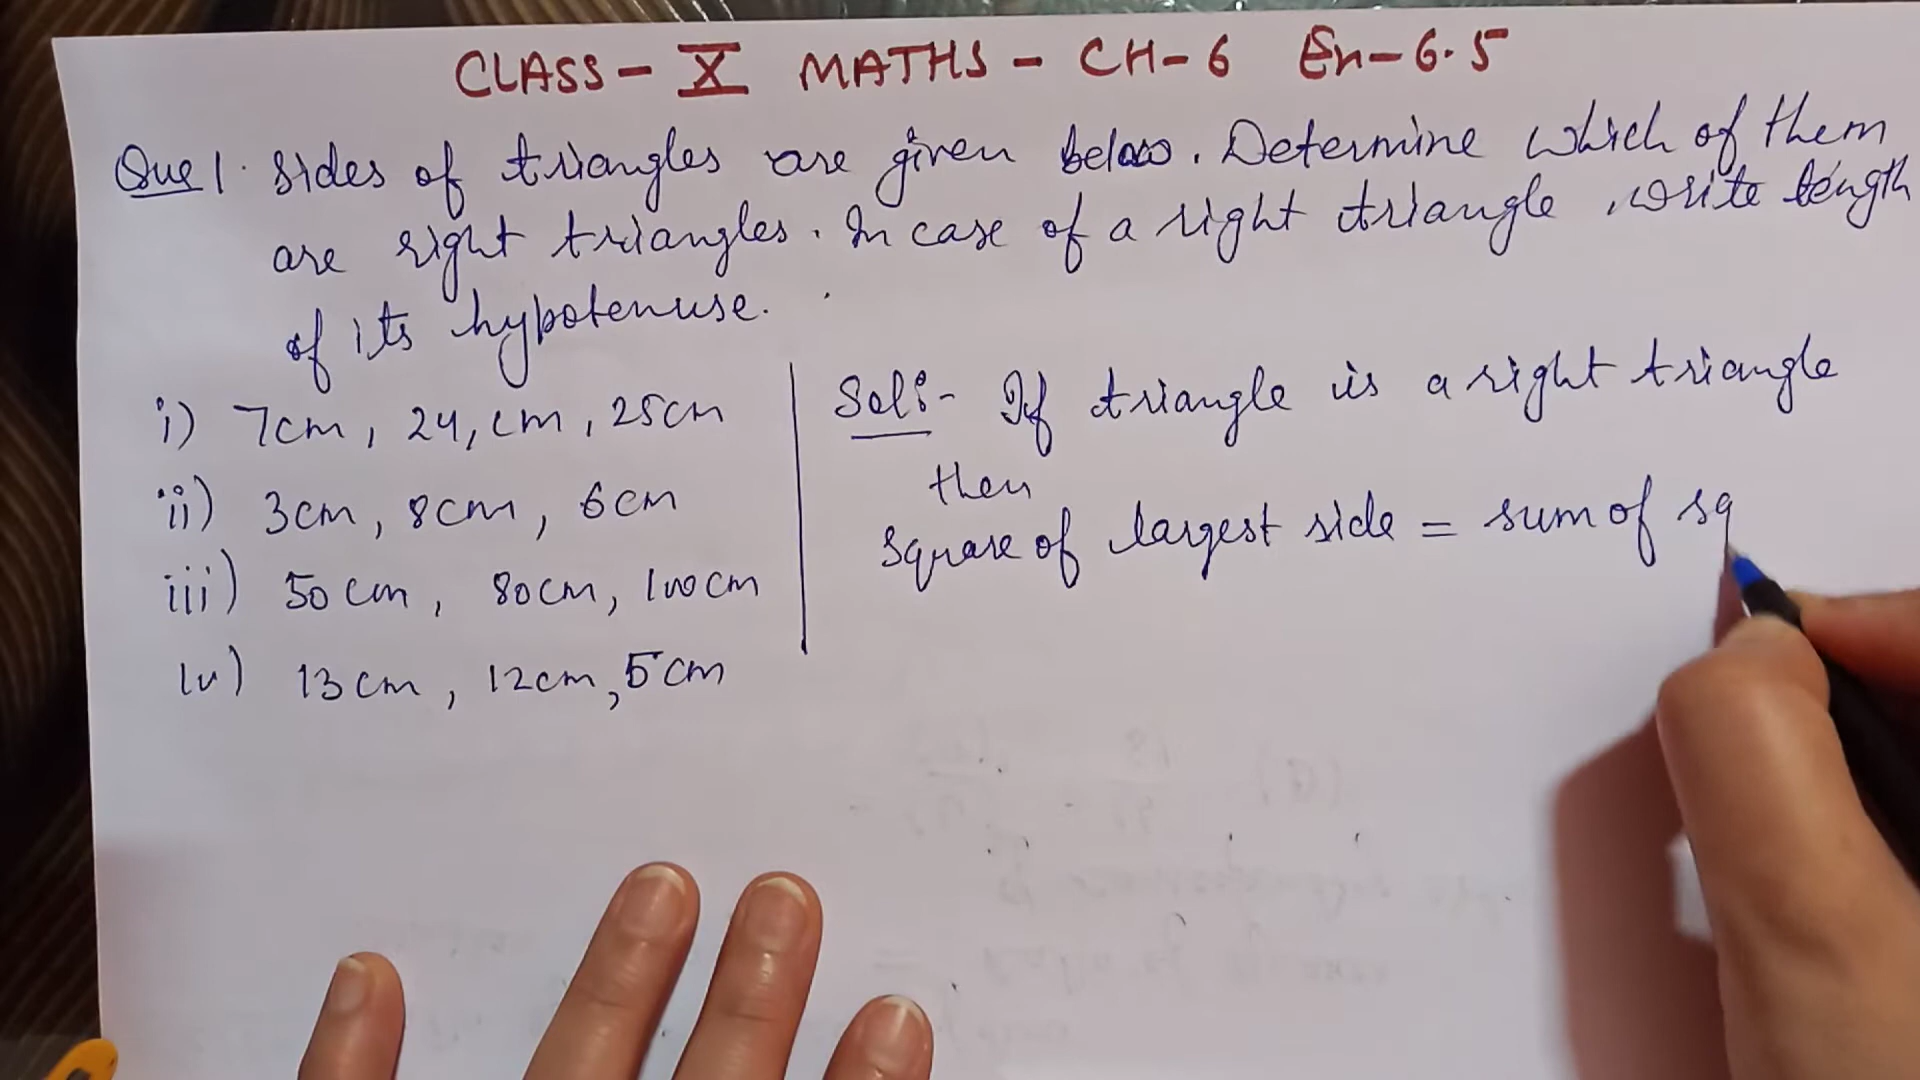 CLASS - X MATHS - CH-6 Ex-6.5
Que 1. Sides of triangles are given below. Determine which of them
are right triangles. In case of a right triangle, write length
of its hypotenuse.
i) 7cm, 24, cm, 25cm
ii) 3cm, 8cm, 6cm
iii) 50cm, 80cm, 100cm
iv) 13cm, 12cm, 5cm
Sol:- If triangle is a right triangle
then
Square of largest side = sum of sq